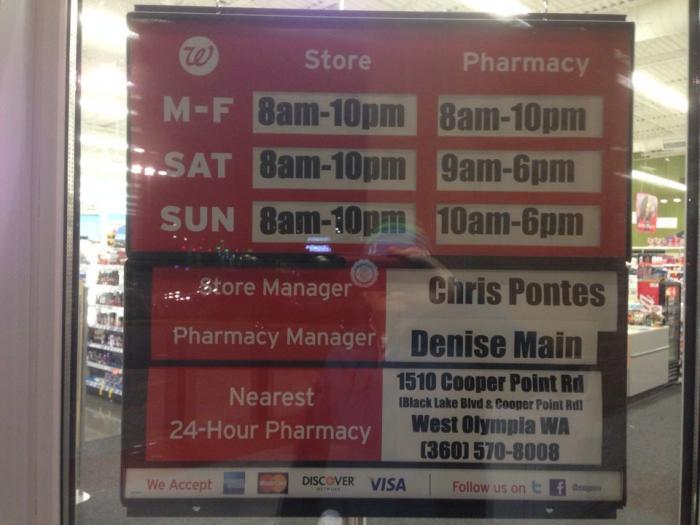 W
Store Pharmacy
M-F 8am-10pm 8am-10pm
SAT 8am-10pm 9am-6pm
SUN 8am-10pm 10am-6pm
Store Manager Chris Pontes
Pharmacy Manager Denise Main
Nearest
24-Hour Pharmacy
1510 Cooper Point Rd
(Black Lake Blvd & Cooper Point Rd)
West Olympia WA
(360) 570-8008
We Accept MasterCard DISCOVER NETWORK VISA Follow us on t f